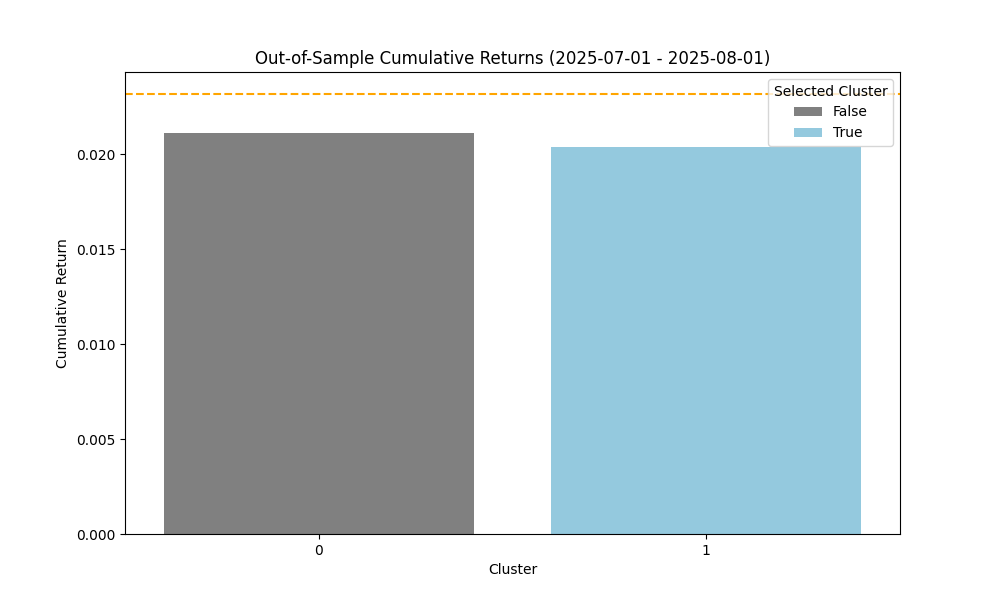 Out-of-Sample Cumulative Returns (2025-07-01 - 2025-08-01)
Selected Cluster
False
True
0.020
0.015
0.010
0.005
0.000
Cumulative Return
0
1
Cluster